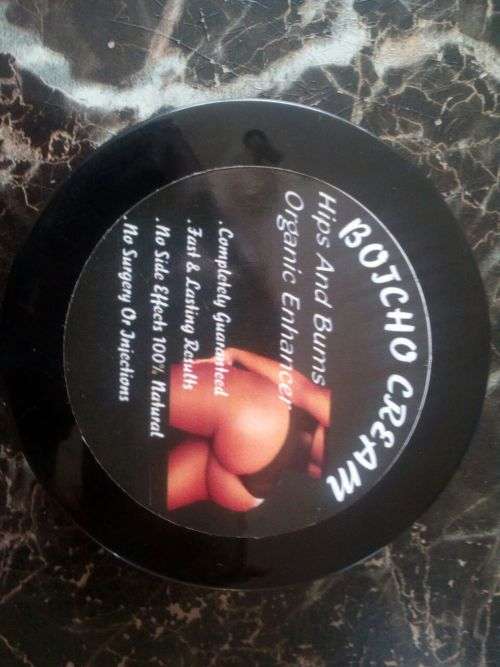 BOTCHO CREAM
Hips And Bums
Organic Enhancer
.Completely Guaranteed
.Fast & Lasting Results
.No Side Effects 100% Natural
.No Surgery Or Injections